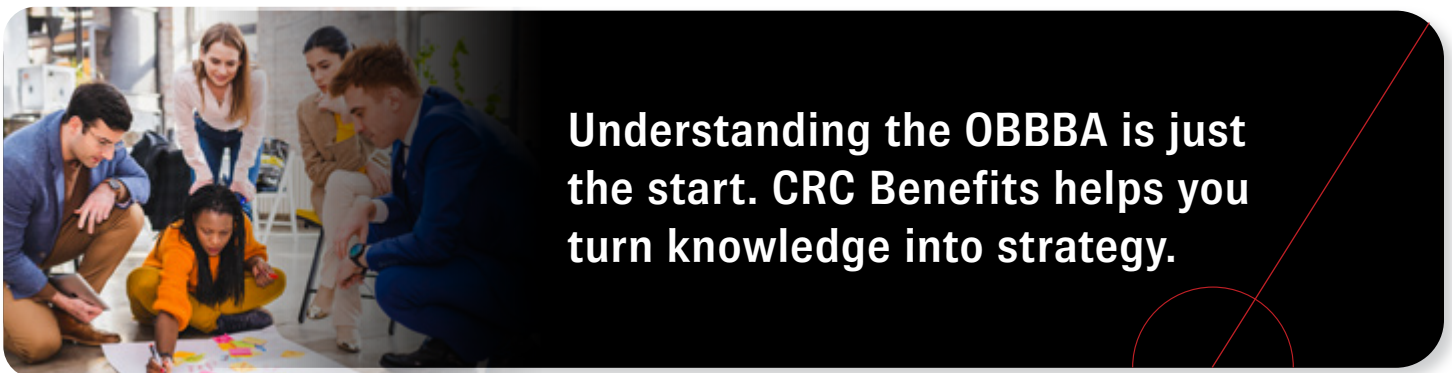 Understanding the OBBBA is just
the start. CRC Benefits helps you
turn knowledge into strategy.